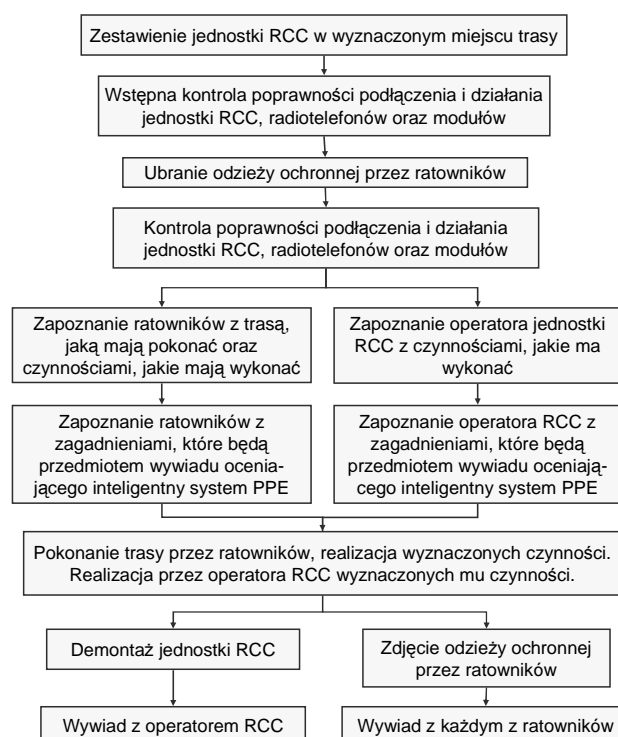 Zestawienie jednostki RCC w wyznaczonym miejscu trasy
Wstępna kontrola poprawności podłączenia i działania
jednostki RCC, radiotelefonów oraz modułów
Ubranie odzieży ochronnej przez ratowników
Kontrola poprawności podłączenia i działania
jednostki RCC, radiotelefonów oraz modułów
Zapoznanie ratowników z trasą,
jaką mają pokonać oraz
czynnościami, jakie mają wykonać
Zapoznanie operatora jednostki
RCC z czynnościami, jakie ma
wykonać
Zapoznanie ratowników z
zagadnieniami, które będą
przedmiotem wywiadu ocenia-
jącego inteligentny system PPE
Zapoznanie operatora RCC z
zagadnieniami, które będą
przedmiotem wywiadu oceniają-
cego inteligentny system PPE
Pokonanie trasy przez ratowników, realizacja wyznaczonych czynności.
Realizacja przez operatora RCC wyznaczonych mu czynności.
Demontaż jednostki RCC
Zdjęcie odzieży ochronnej
przez ratowników
Wywiad z operatorem RCC
Wywiad z każdym z ratowników